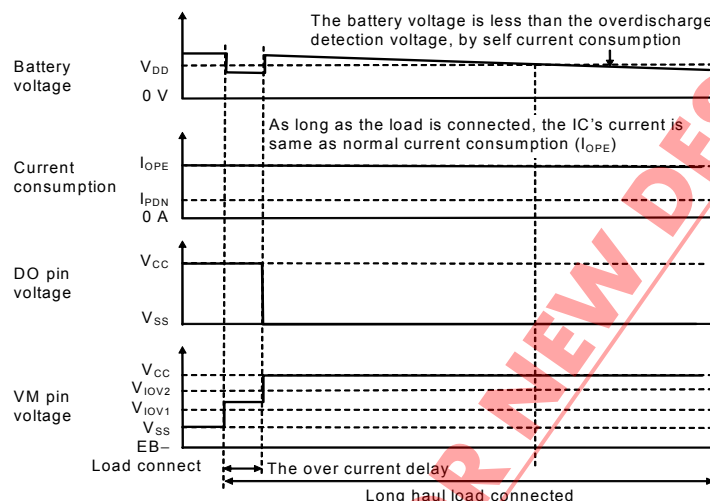 The battery voltage is less than the overdischarge
detection voltage, by self current consumption
Battery
voltage
VDD
0 V
As long as the load is connected, the IC's current is
same as normal current consumption (IOPE)
Current
consumption
IOPE
IPDN
0 A
DO pin
voltage
VCC
VSS
VM pin
voltage
VCC
VIOV2
VIOV1
VSS
EB−
Load connect
The over current delay
Long haul load connected
R NEW DES